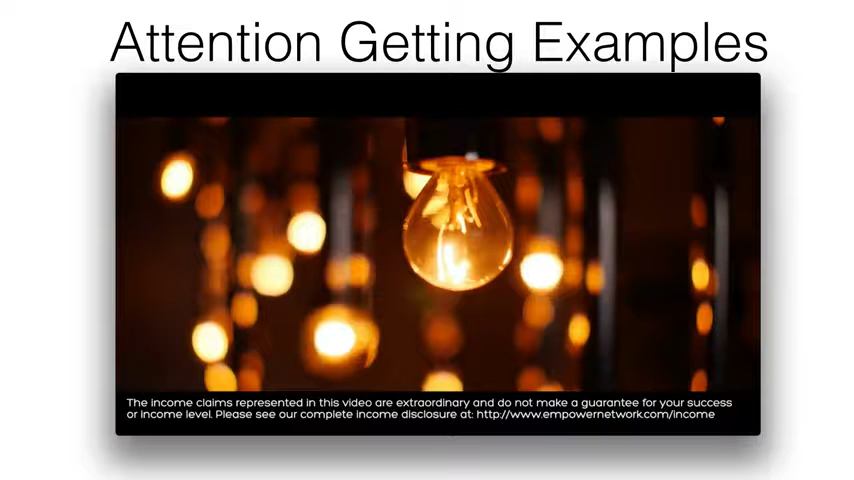 Attention Getting Examples
The income claims represented in this video are extraordinary and do not make a guarantee for your success
or income level. Please see our complete income disclosure at: http://www.empowernetwork.com/income